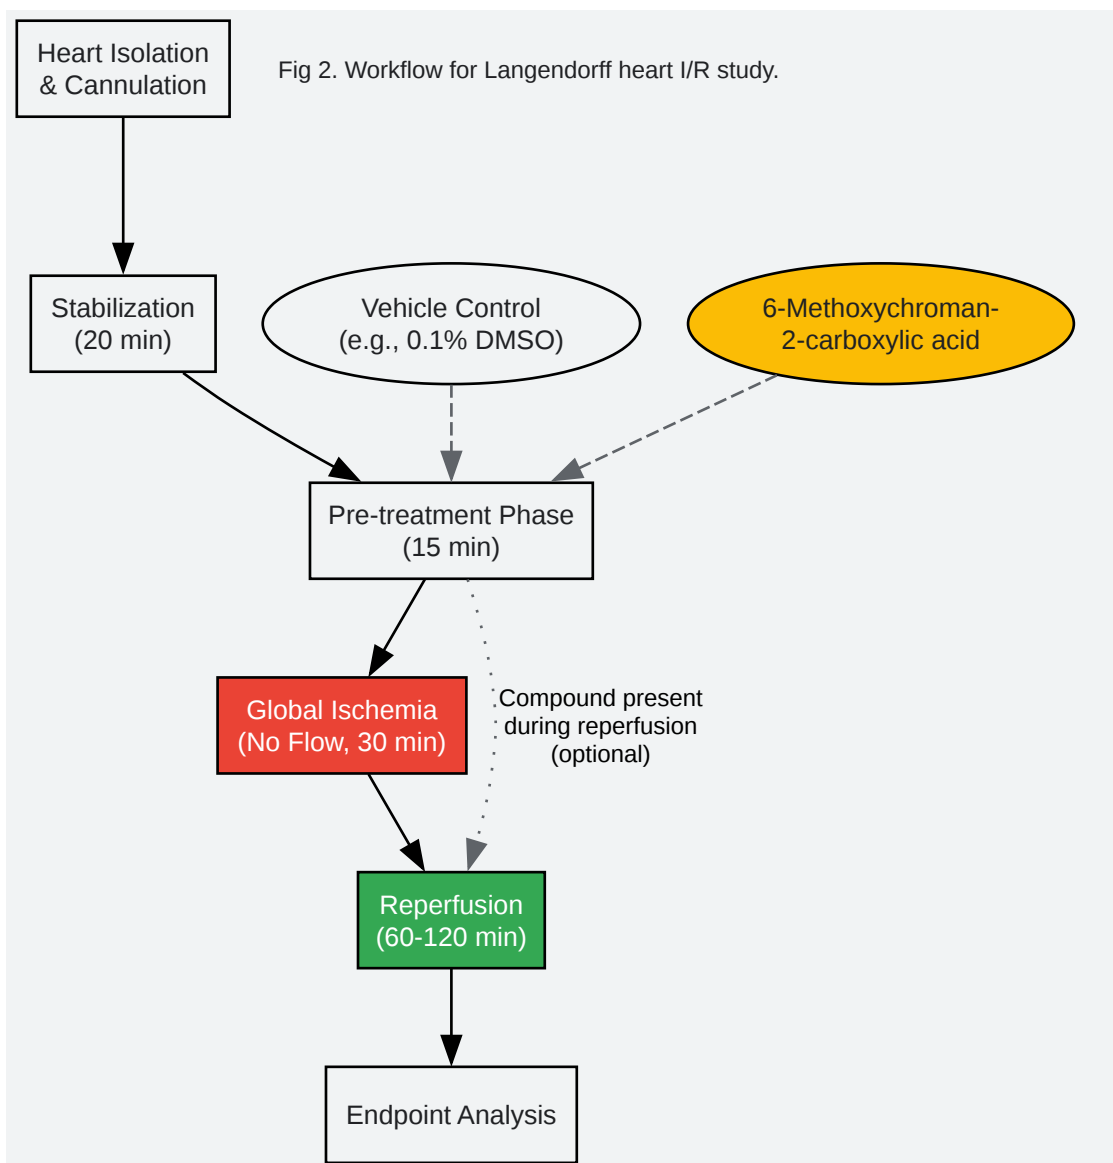 Heart Isolation
& Cannulation
Fig 2. Workflow for Langendorff heart I/R study.
Stabilization
(20 min)
Vehicle Control
(e.g., 0.1% DMSO)
6-Methoxychroman-
2-carboxylic acid
Pre-treatment Phase
(15 min)
Global Ischemia
(No Flow, 30 min)
Compound present
during reperfusion
(optional)
Reperfusion
(60-120 min)
Endpoint Analysis